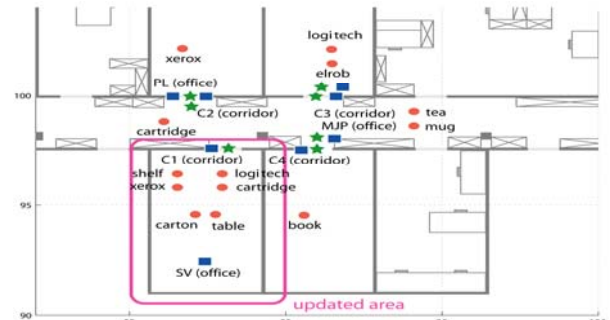 xerox
logitech
elrob
PL (office)
100
C2 (corridor)
C3 (corridor)
tea
cartridge
MJP (office)
mug
C1 (corridor)
C4 (corridor)
shelf
logitech
xerox
cartridge
95
carton
table
book
SV (office)
updated area
90